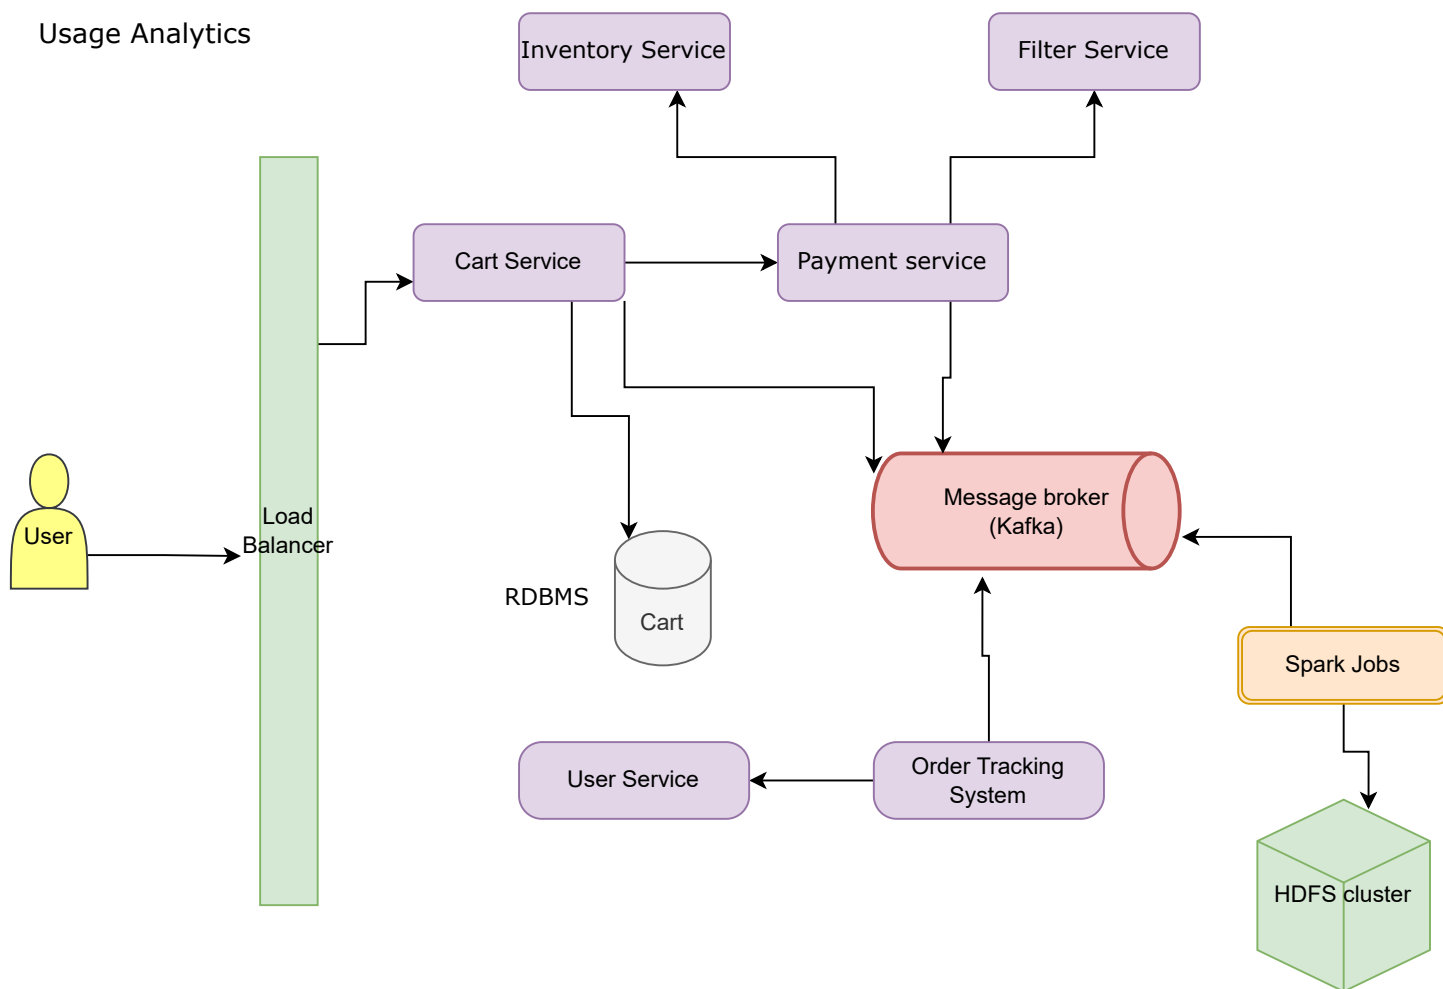 Usage Analytics
Inventory Service
Filter Service
Cart Service
Payment service
User
Load
Balancer
Message broker
(Kafka)
RDBMS
Cart
Spark Jobs
User Service
Order Tracking
System
HDFS cluster